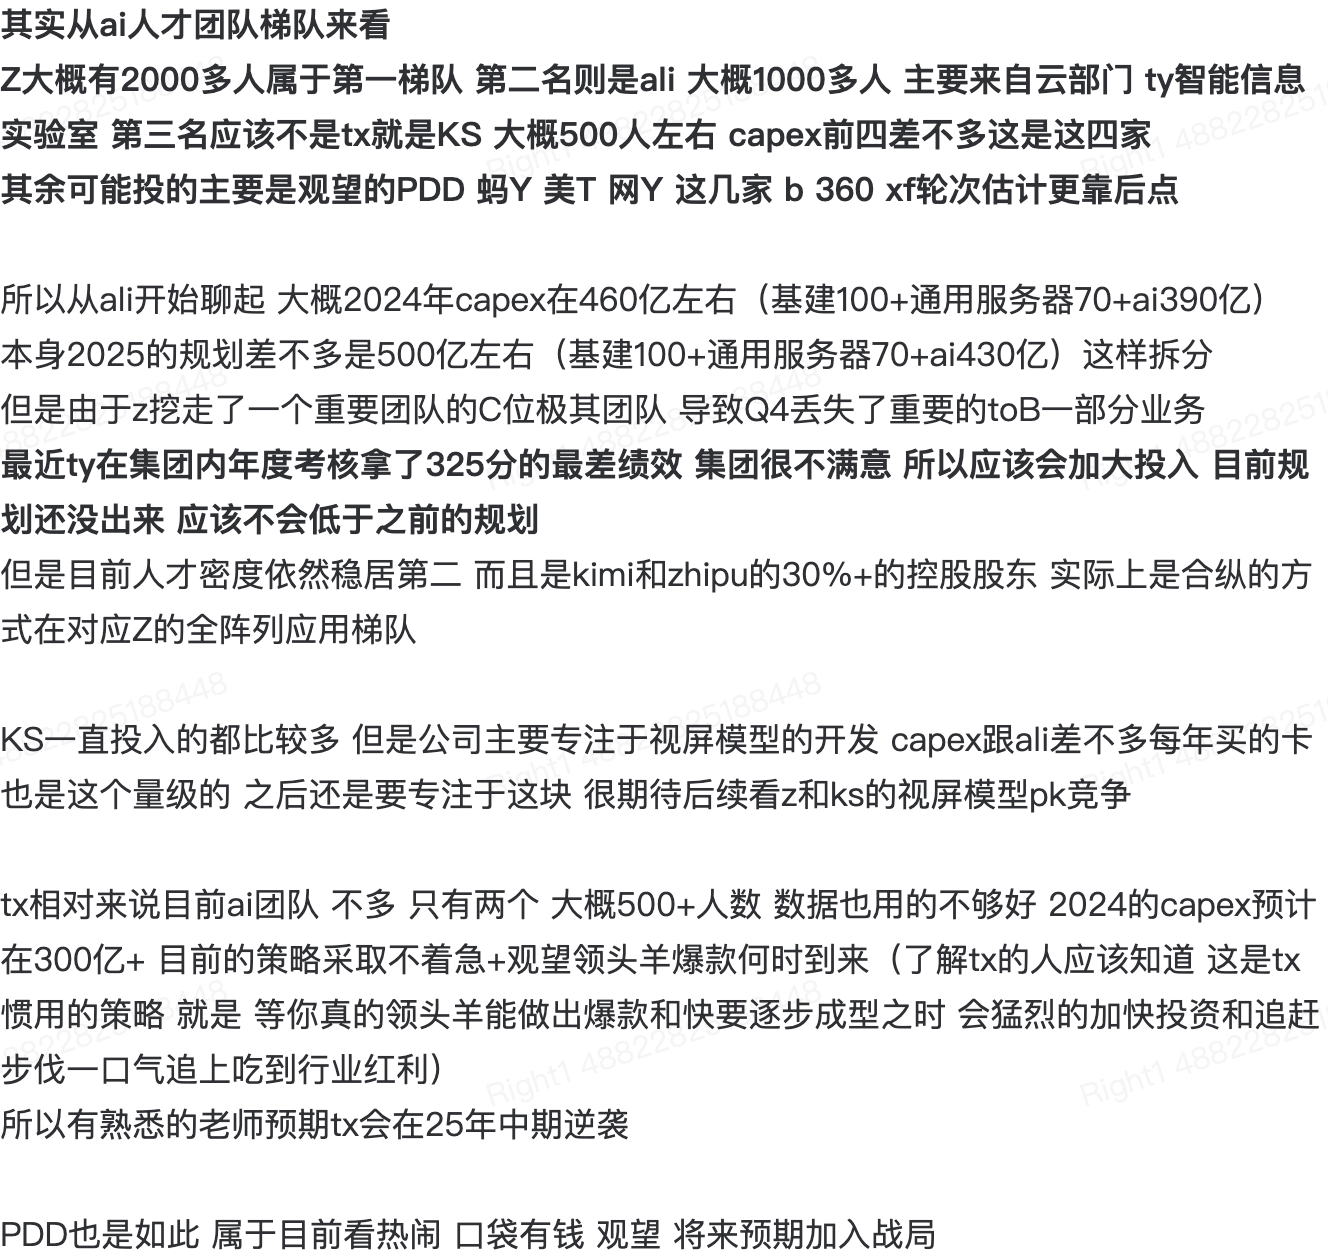 其实从ai人才团队梯队来看
Z大概有2000多人属于第一梯队 第二名则是ali 大概1000多人 主要来自云部门 ty智能信息
实验室 第三名应该不是tx就是KS 大概500人左右 capex前四差不多这是这四家
其余可能投的主要是观望的PDD 蚂Y 美T 网Y 这几家 b 360 xf轮次估计更靠后点
所以从ali开始聊起 大概2024年capex在460亿左右（基建100+通用服务器70+ai390亿）
本身2025的规划差不多是500亿左右（基建100+通用服务器70+ai430亿）这样拆分
但是由于z挖走了一个重要团队的C位极其团队 导致Q4丢失了重要的toB一部分业务
最近ty在集团内年度考核拿了325分的最差绩效 集团很不满意 所以应该会加大投入 目前规
划还没出来 应该不会低于之前的规划
但是目前人才密度依然稳居第二 而且是kimi和zhipu的30%+的控股股东 实际上是合纵的方
式在对应Z的全阵列应用梯队
KS一直投入的都比较多 但是公司主要专注于视屏模型的开发 capex跟ali差不多每年买的卡
也是这个量级的 之后还是要专注于这块 很期待后续看z和ks的视屏模型pk竞争
tx相对来说目前ai团队 不多 只有两个 大概500+人数 数据也用的不够好 2024的capex预计
在300亿+ 目前的策略采取不着急+观望领头羊爆款何时到来（了解tx的人应该知道 这是tx
惯用的策略 就是 等你真的领头羊能做出爆款和快要逐步成型之时 会猛烈的加快投资和追赶
步伐一口气追上吃到行业红利）
所以有熟悉的老师预期tx会在25年中期逆袭
PDD也是如此 属于目前看热闹 口袋有钱 观望 将来预期加入战局
Right1 488228825188448